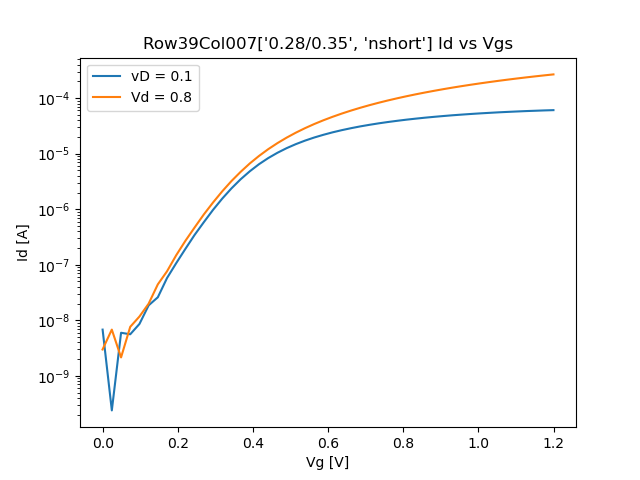 Row39Col007['0.28/0.35', 'nshort'] Id vs Vgs
vD = 0.1
Vd = 0.8
Id [A]
10⁻⁴
10⁻⁵
10⁻⁶
10⁻⁷
10⁻⁸
10⁻⁹
0.0 0.2 0.4 0.6 0.8 1.0 1.2
Vg [V]